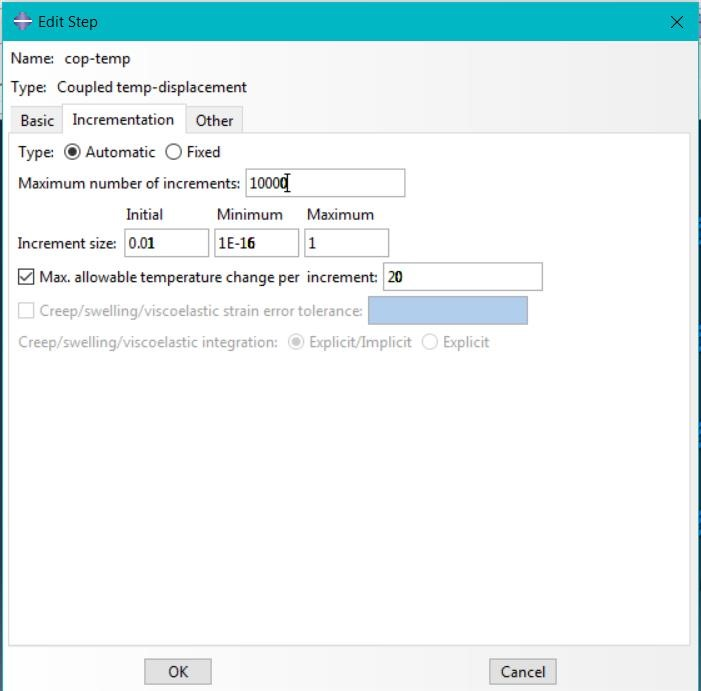 Edit Step
Name: cop-temp
Type: Coupled temp-displacement
Basic Incrementation Other
Type: Automatic Fixed
Maximum number of increments: 10000
Initial Minimum Maximum
Increment size: 0.01 1E-16 1
Max. allowable temperature change per increment: 20
Creep/swelling/viscoelastic strain error tolerance:
Creep/swelling/viscoelastic integration: Explicit/Implicit Explicit
OK Cancel